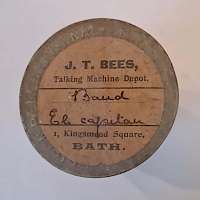 J. T. BEES,
Talking Machine Depot.
Band
El capitan
1, Kingsmead Square,
BATH.